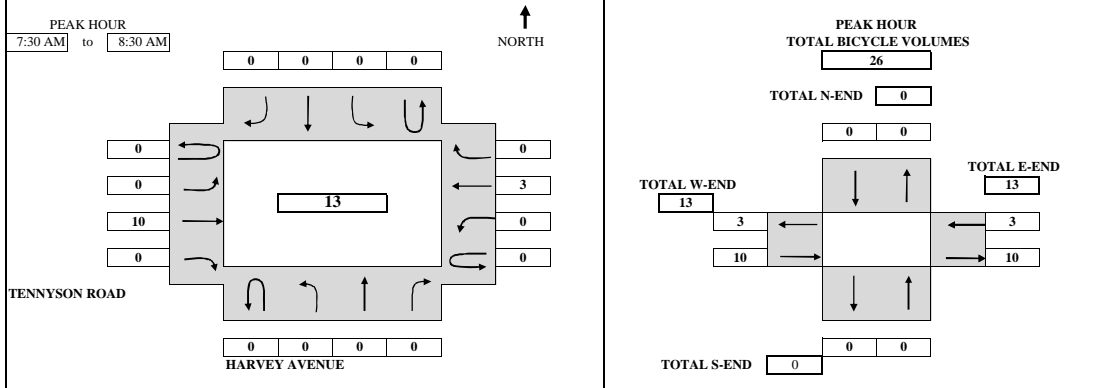 PEAK HOUR
7:30 AM to 8:30 AM
NORTH
0 0 0 0
0 0
0 3
13
10 0
0 0
TENNYSON ROAD
0 0 0 0
HARVEY AVENUE
PEAK HOUR
TOTAL BICYCLE VOLUMES
26
TOTAL N-END 0
0 0
TOTAL E-END
13
TOTAL W-END
13
3 3
10 10
0 0
TOTAL S-END 0